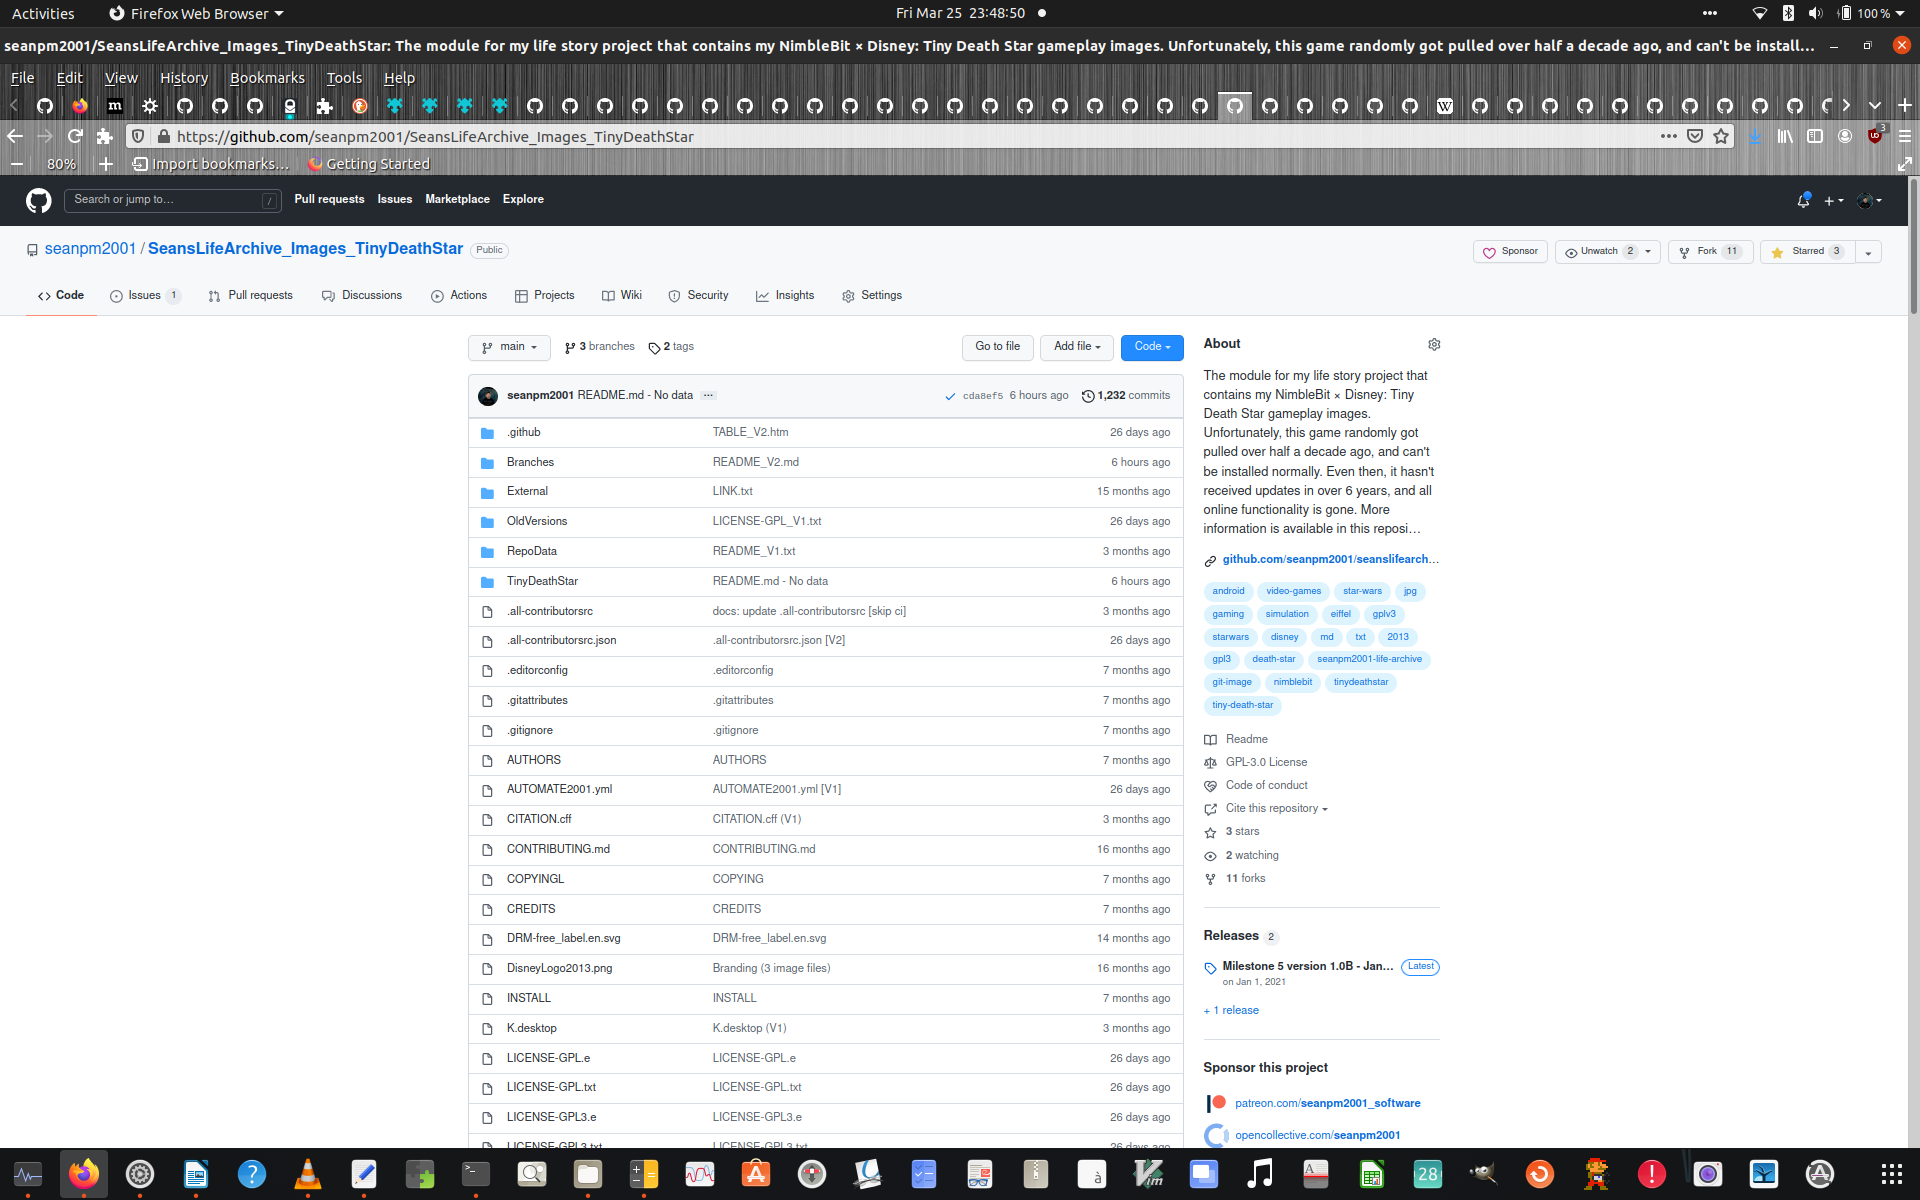 Activities
Firefox Web Browser
Fri Mar 25 23:48:50
100 %
seanpm2001/SeansLifeArchive_Images_TinyDeathStar: The module for my life story project that contains my NimbleBit × Disney: Tiny Death Star gameplay images. Unfortunately, this game randomly got pulled over half a decade ago, and can't be install…
File Edit View History Bookmarks Tools Help
https://github.com/seanpm2001/SeansLifeArchive_Images_TinyDeathStar
3
80%
Import bookmarks…
Getting Started
Search or jump to…
/
Pull requests Issues Marketplace Explore
seanpm2001 / SeansLifeArchive_Images_TinyDeathStar Public
Sponsor
Unwatch 2
Fork 11
Starred 3
Code
Issues 1
Pull requests
Discussions
Actions
Projects
Wiki
Security
Insights
Settings
main
3 branches
2 tags
Go to file
Add file
Code
seanpm2001 README.md - No data
cda8ef5 6 hours ago
1,232 commits
.github TABLE_V2.htm 26 days ago
Branches README_V2.md 6 hours ago
External LINK.txt 15 months ago
OldVersions LICENSE-GPL_V1.txt 26 days ago
RepoData README_V1.txt 3 months ago
TinyDeathStar README.md - No data 6 hours ago
.all-contributorsrc docs: update .all-contributorsrc [skip ci] 3 months ago
.all-contributorsrc.json .all-contributorsrc.json [V2] 26 days ago
.editorconfig .editorconfig 7 months ago
.gitattributes .gitattributes 7 months ago
.gitignore .gitignore 7 months ago
AUTHORS AUTHORS 7 months ago
AUTOMATE2001.yml AUTOMATE2001.yml [V1] 26 days ago
CITATION.cff CITATION.cff (V1) 3 months ago
CONTRIBUTING.md CONTRIBUTING.md 16 months ago
COPYINGL COPYING 7 months ago
CREDITS CREDITS 7 months ago
DRM-free_label.en.svg DRM-free_label.en.svg 14 months ago
DisneyLogo2013.png Branding (3 image files) 16 months ago
INSTALL INSTALL 7 months ago
K.desktop K.desktop (V1) 3 months ago
LICENSE-GPL.e LICENSE-GPL.e 26 days ago
LICENSE-GPL.txt LICENSE-GPL.txt 26 days ago
LICENSE-GPL3.e LICENSE-GPL3.e 26 days ago
LICENSE-GPL3.txt LICENSE-GPL3.txt 26 days ago
About
The module for my life story project that
contains my NimbleBit × Disney: Tiny
Death Star gameplay images.
Unfortunately, this game randomly got
pulled over half a decade ago, and can't
be installed normally. Even then, it hasn't
received updates in over 6 years, and all
online functionality is gone. More
information is available in this reposi…
github.com/seanpm2001/seanslifearch…
android video-games star-wars jpg
gaming simulation eiffel gplv3
starwars disney md txt 2013
gpl3 death-star seanpm2001-life-archive
git-image nimblebit tinydeathstar
tiny-death-star
Readme
GPL-3.0 License
Code of conduct
Cite this repository
3 stars
2 watching
11 forks
Releases 2
Milestone 5 version 1.0B - Jan… Latest
on Jan 1, 2021
+ 1 release
Sponsor this project
patreon.com/seanpm2001_software
opencollective.com/seanpm2001
28